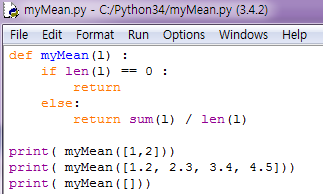 myMean.py - C:/Python34/myMean.py (3.4.2)
File Edit Format Run Options Window Help
def myMean(l) :
    if len(l) == 0 :
        return
    else:
        return sum(l) / len(l)

print( myMean([1,2]))
print( myMean([1.2, 2.3, 3.4, 4.5]))
print( myMean([]))